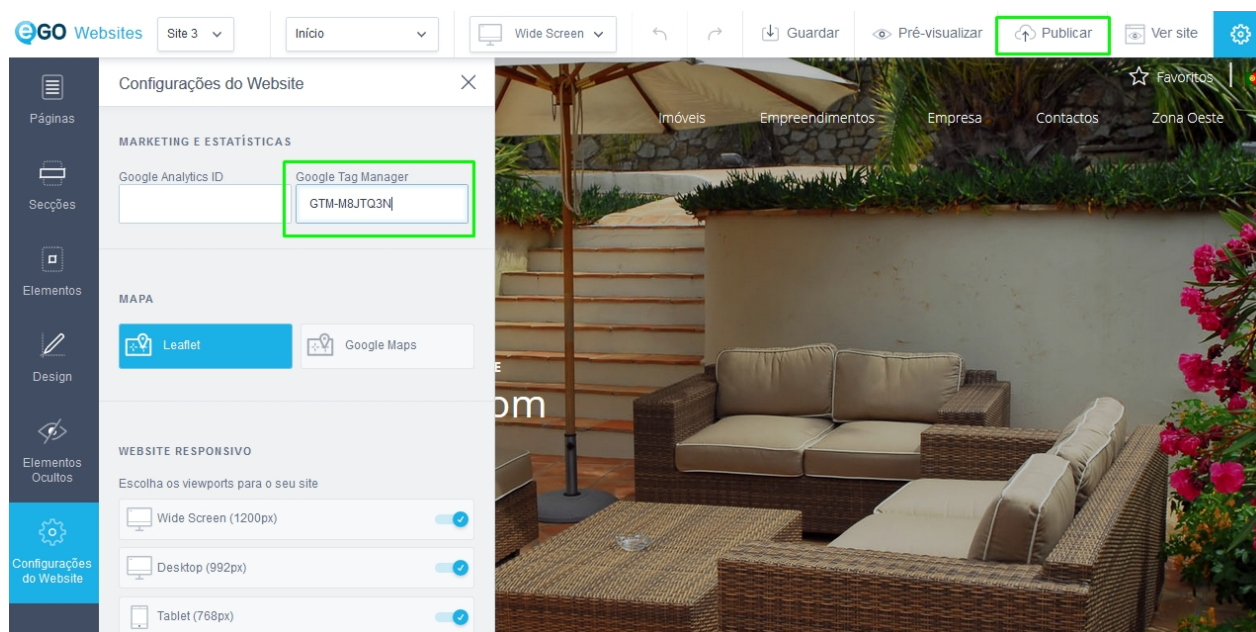 eGO Websites
Site 3
Início
Wide Screen
Guardar
Pré-visualizar
Publicar
Ver site
Páginas
Secções
Elementos
Design
Elementos
Ocultos
Configurações
do Website
Configurações do Website
MARKETING E ESTATÍSTICAS
Google Analytics ID
Google Tag Manager
GTM-M8JTQ3N
MAPA
Leaflet
Google Maps
WEBSITE RESPONSIVO
Escolha os viewports para o seu site
Wide Screen (1200px)
Desktop (992px)
Tablet (768px)
Favoritos
Imóveis
Empreendimentos
Empresa
Contactos
Zona Oeste
E
om